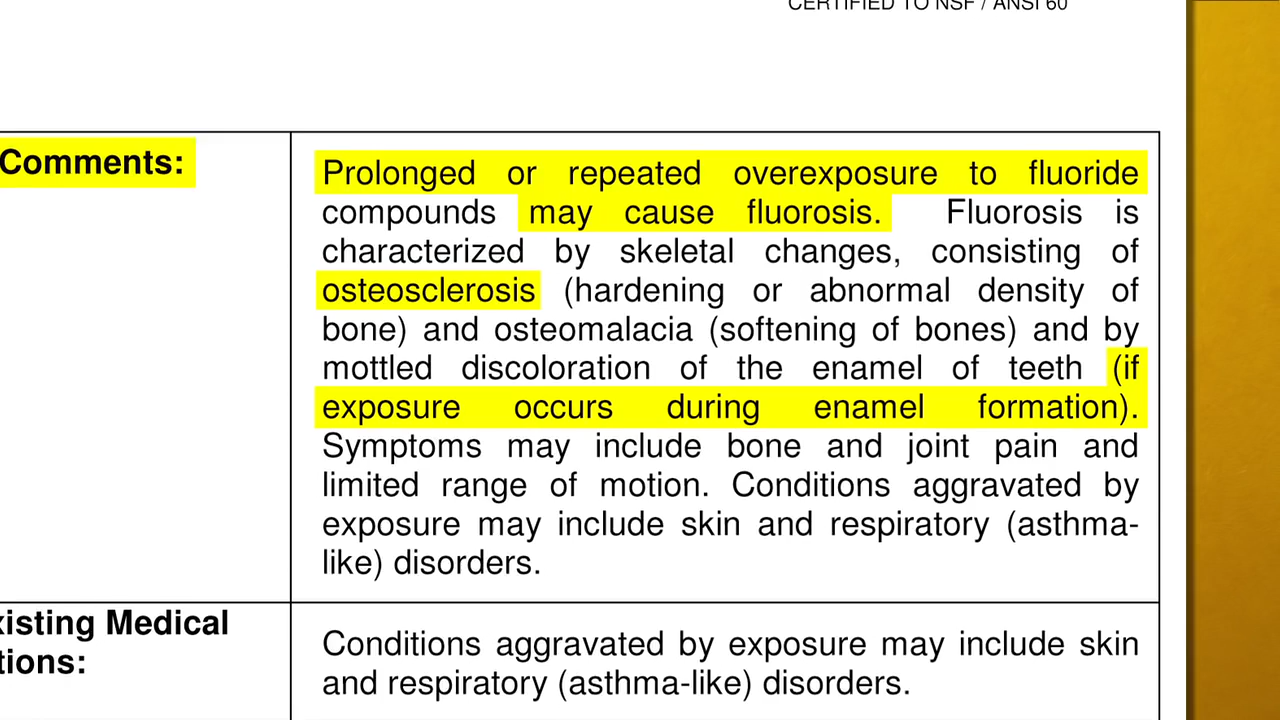 CERTIFIED TO NSF / ANSI 60
Comments:
Prolonged or repeated overexposure to fluoride
compounds may cause fluorosis. Fluorosis is
characterized by skeletal changes, consisting of
osteosclerosis (hardening or abnormal density of
bone) and osteomalacia (softening of bones) and by
mottled discoloration of the enamel of teeth (if
exposure occurs during enamel formation).
Symptoms may include bone and joint pain and
limited range of motion. Conditions aggravated by
exposure may include skin and respiratory (asthma-
like) disorders.
xisting Medical
tions:
Conditions aggravated by exposure may include skin
and respiratory (asthma-like) disorders.